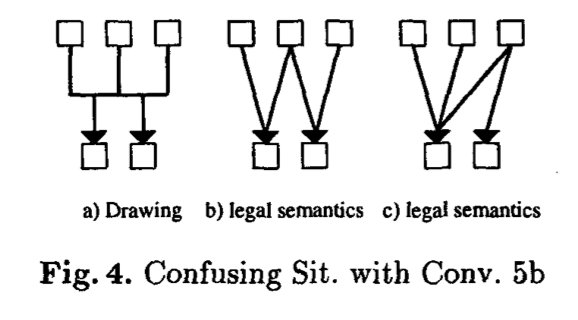 a) Drawing b) legal semantics c) legal semantics
Fig. 4. Confusing Sit. with Conv. 5b